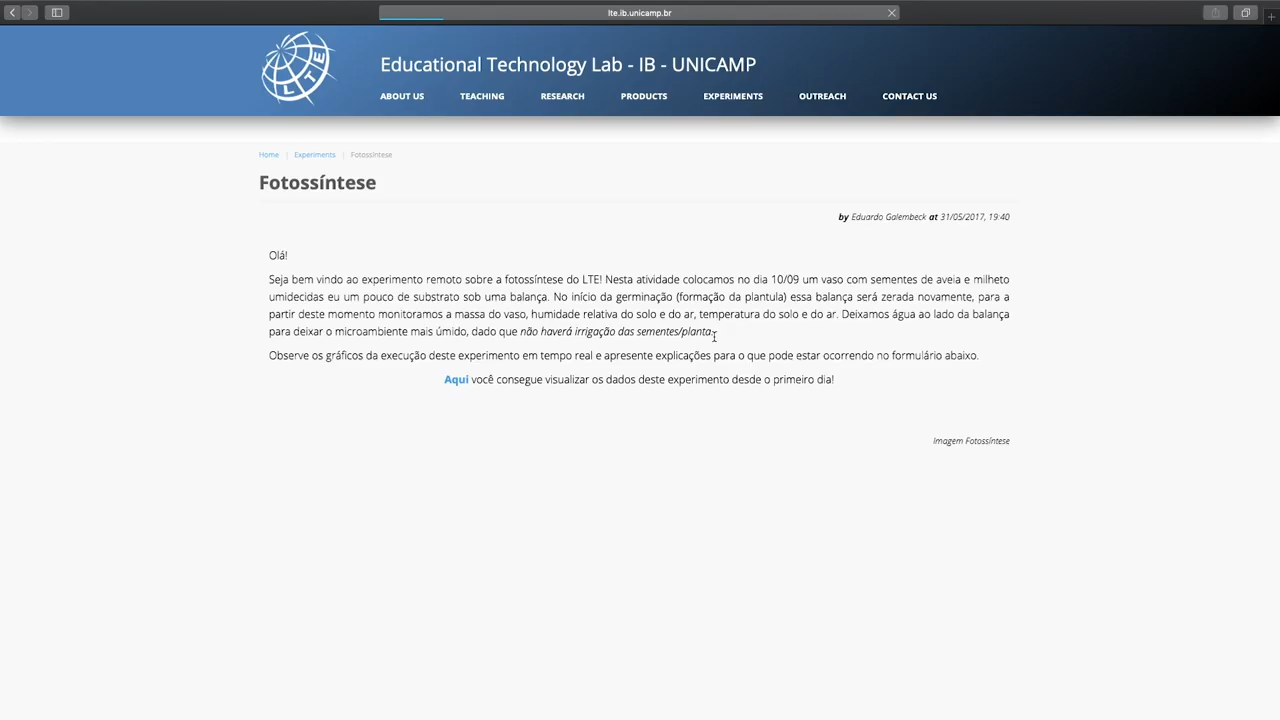 lte.ib.unicamp.br
LTE
Educational Technology Lab - IB - UNICAMP
ABOUT US TEACHING RESEARCH PRODUCTS EXPERIMENTS OUTREACH CONTACT US
Home | Experiments | Fotossíntese
Fotossíntese
by Eduardo Galembeck at 31/05/2017, 19:40
Olá!
Seja bem vindo ao experimento remoto sobre a fotossíntese do LTE! Nesta atividade colocamos no dia 10/09 um vaso com sementes de aveia e milheto
umidecidas eu um pouco de substrato sob uma balança. No início da germinação (formação da plantula) essa balança será zerada novamente, para a
partir deste momento monitoramos a massa do vaso, humidade relativa do solo e do ar, temperatura do solo e do ar. Deixamos água ao lado da balança
para deixar o microambiente mais úmido, dado que não haverá irrigação das sementes/planta.
Observe os gráficos da execução deste experimento em tempo real e apresente explicações para o que pode estar ocorrendo no formulário abaixo.
Aqui você consegue visualizar os dados deste experimento desde o primeiro dia!
Imagem Fotossíntese